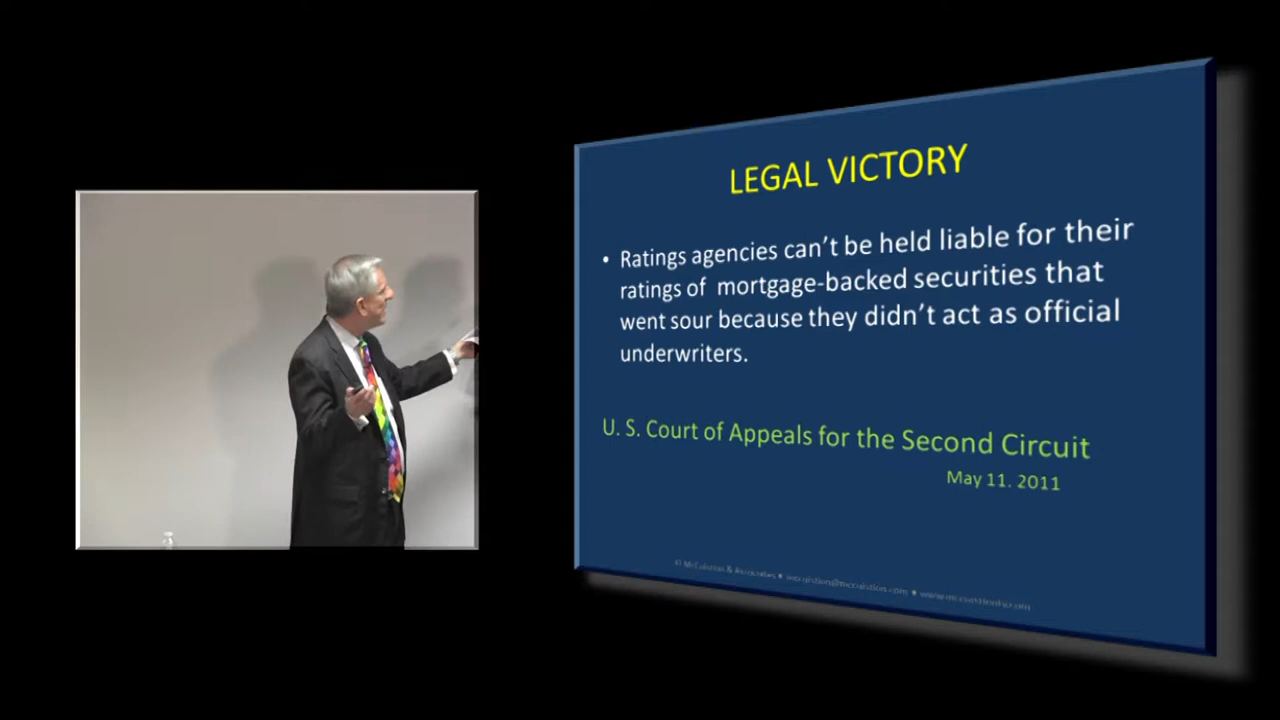 LEGAL VICTORY
• Ratings agencies can't be held liable for their
ratings of mortgage-backed securities that
went sour because they didn't act as official
underwriters.
U. S. Court of Appeals for the Second Circuit
May 11. 2011
& Associates •